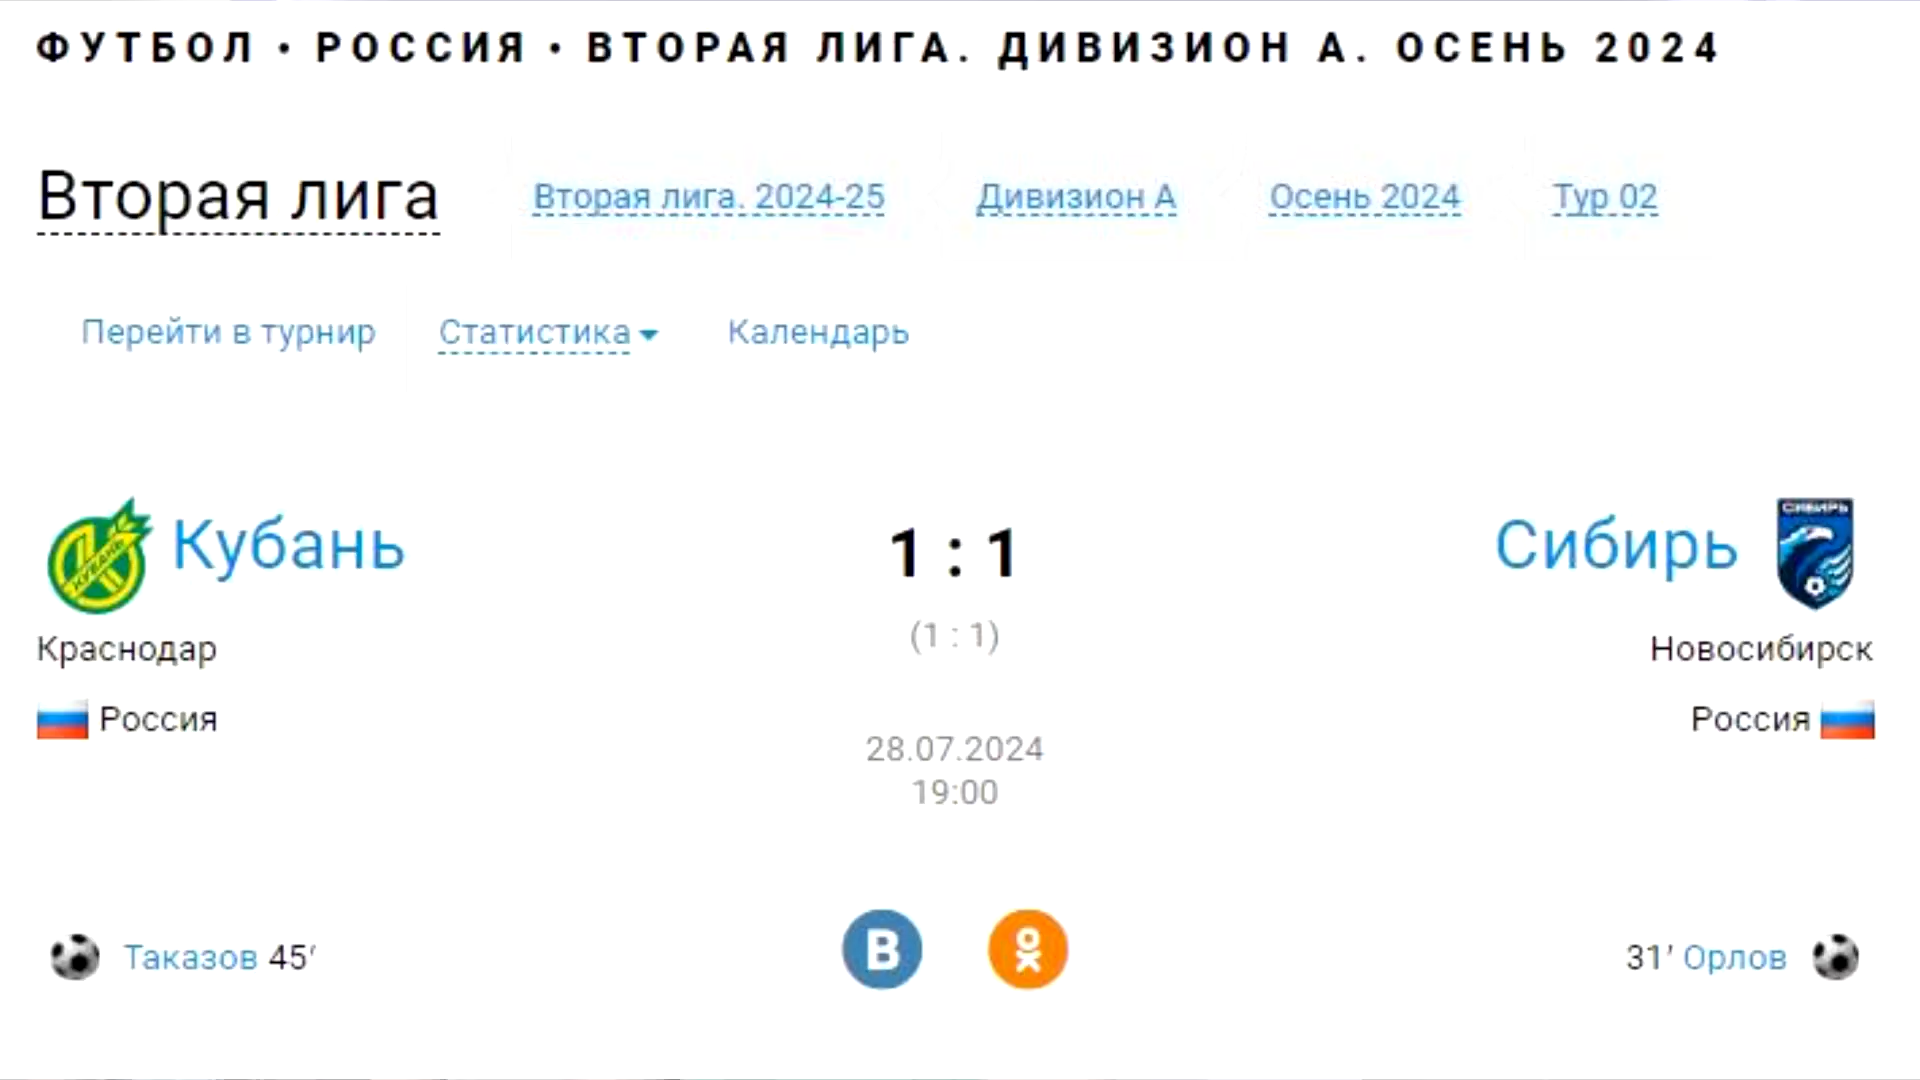 ФУТБОЛ • РОССИЯ • ВТОРАЯ ЛИГА. ДИВИЗИОН А. ОСЕНЬ 2024
Вторая лига Вторая лига. 2024-25 Дивизион А Осень 2024 Тур 02
Перейти в турнир Статистика Календарь
КУБАНЬ Кубань 1 : 1 Сибирь СИБИРЬ
(1 : 1)
Краснодар Новосибирск
Россия Россия
28.07.2024
19:00
Таказов 45′ В 31′ Орлов